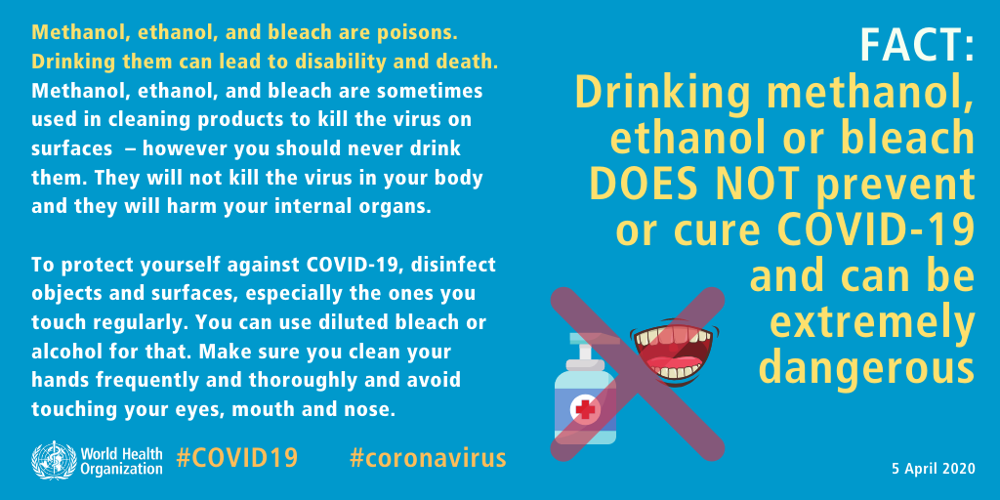 Methanol, ethanol, and bleach are poisons.
Drinking them can lead to disability and death.
Methanol, ethanol, and bleach are sometimes
used in cleaning products to kill the virus on
surfaces – however you should never drink
them. They will not kill the virus in your body
and they will harm your internal organs.
To protect yourself against COVID-19, disinfect
objects and surfaces, especially the ones you
touch regularly. You can use diluted bleach or
alcohol for that. Make sure you clean your
hands frequently and thoroughly and avoid
touching your eyes, mouth and nose.
World Health
Organization
#COVID19 #coronavirus
FACT:
Drinking methanol,
ethanol or bleach
DOES NOT prevent
or cure COVID-19
and can be
extremely
dangerous
5 April 2020